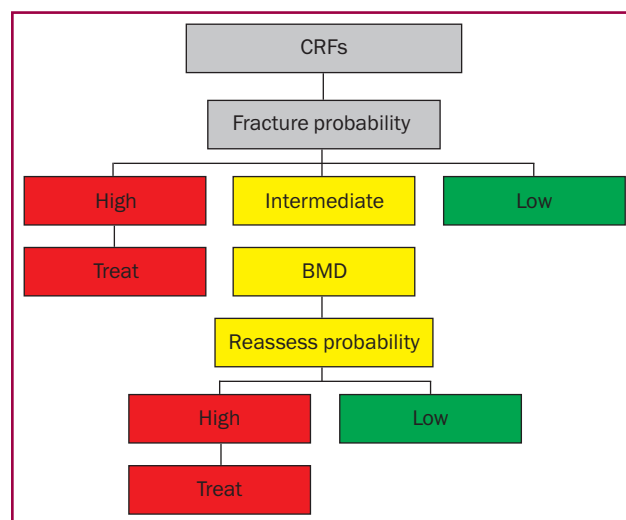 CRFs
Fracture probability
High
Intermediate
Low
Treat
BMD
Reassess probability
High
Low
Treat